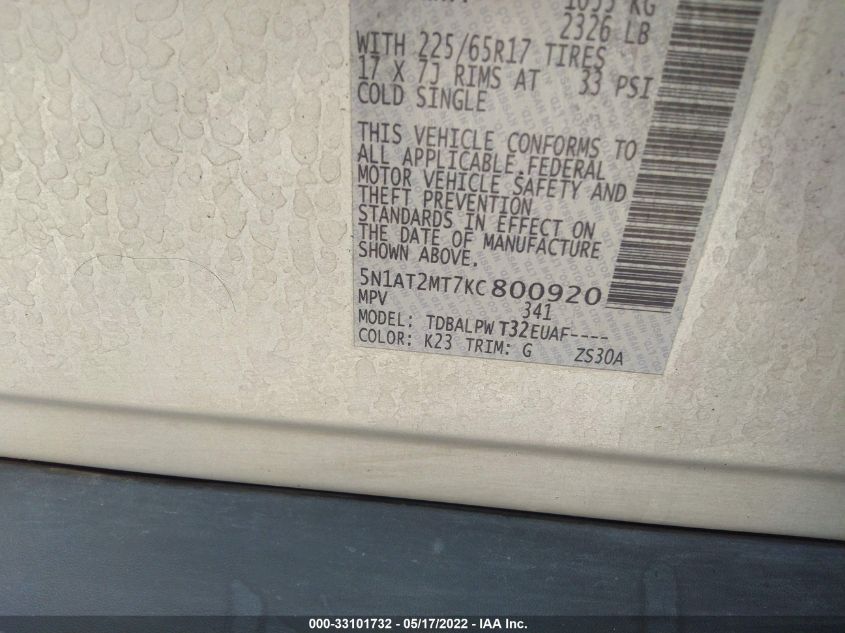 1055 KG
2326 LB
WITH 225/65R17 TIRES
17 X 7J RIMS AT 33 PSI
COLD SINGLE
THIS VEHICLE CONFORMS TO
ALL APPLICABLE FEDERAL
MOTOR VEHICLE SAFETY AND
THEFT PREVENTION
STANDARDS IN EFFECT ON
THE DATE OF MANUFACTURE
SHOWN ABOVE.
5N1AT2MT7KC800920
MPV 341
MODEL: TDBALPWT32EUAF----
COLOR: K23 TRIM: G ZS30A
000-33101732 - 05/17/2022 - IAA Inc.